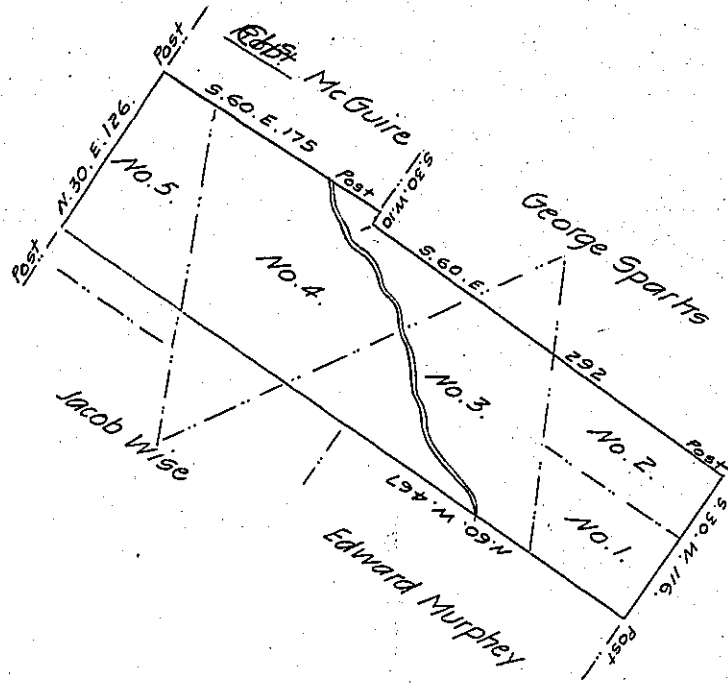 Post
McGuire
S.60.E.175
N.30.E.126.
No.5.
Post
S.30.W.10
George Sparks
Post
No.4.
S.60.E.
292
No.3.
Jacob Wise
No.2.
Post
N.60.W.467
No.1.
S.30.W.116.
Edward Murphey
Post